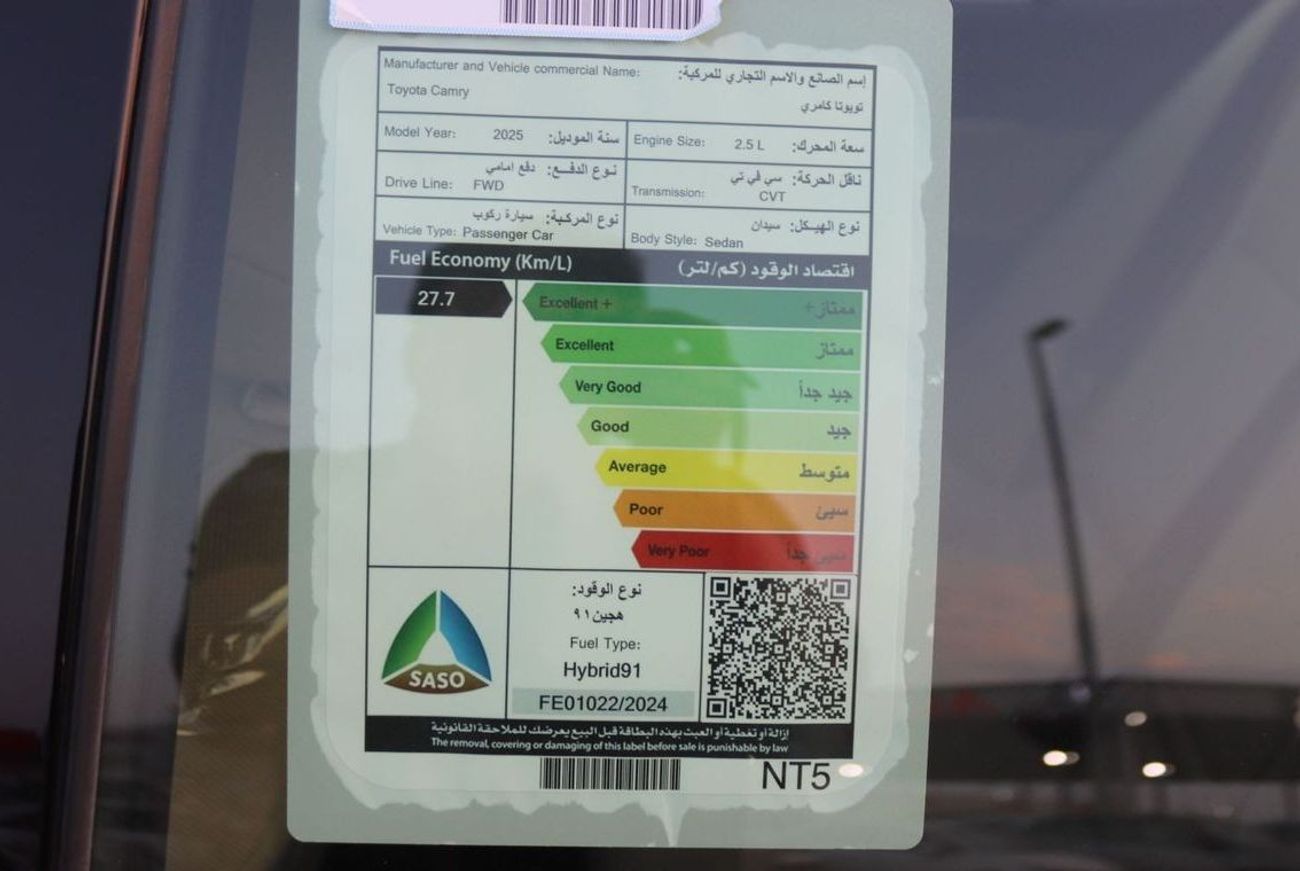 Manufacturer and Vehicle commercial Name: إسم الصانع والاسم التجاري للمركبة:
Toyota Camry تويوتا كامري
Model Year: 2025 سنة الموديل:
Engine Size: 2.5 L سعة المحرك:
نوع الدفـع: دفع امامي
Drive Line: FWD
ناقل الحركة: سي في تي
Transmission: CVT
نوع المركبة: سيارة ركوب
Vehicle Type: Passenger Car
نوع الهيـكل: سيدان
Body Style: Sedan
Fuel Economy (Km/L) اقتصاد الوقود (كم/لتر)
27.7
Excellent + ممتاز+
Excellent ممتاز
Very Good جيد جداً
Good جيد
Average متوسط
Poor سيئ
Very Poor سيئ جداً
SASO
نوع الوقود:
هجين٩١
Fuel Type:
Hybrid91
FE01022/2024
إزالة أو تغطية أو العبث بهذه البطاقة قبل البيع يعرضك للملاحقة القانونية
The removal, covering or damaging of this label before sale is punishable by law
NT5